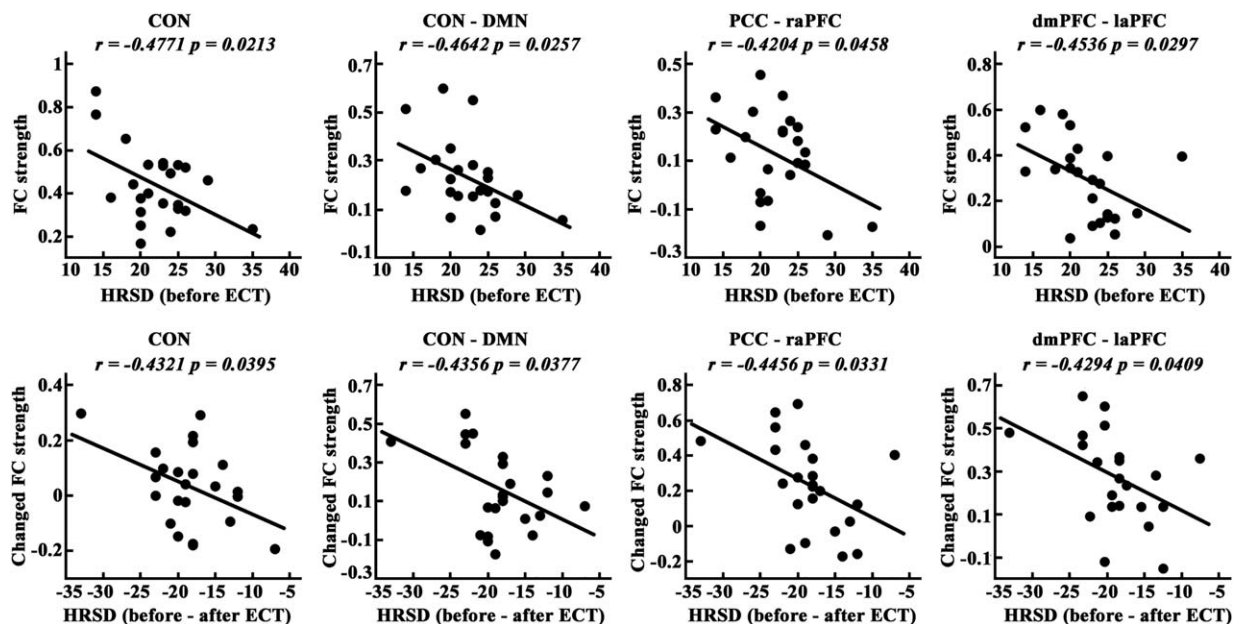 CON
r = -0.4771 p = 0.0213
1
0.8
0.6
0.4
0.2
FC strength
10 15 20 25 30 35 40
HRSD (before ECT)
CON - DMN
r = -0.4642 p = 0.0257
0.7
0.5
0.3
0.1
-0.1
FC strength
10 15 20 25 30 35 40
HRSD (before ECT)
PCC - raPFC
r = -0.4204 p = 0.0458
0.5
0.3
0.1
-0.1
-0.3
FC strength
10 15 20 25 30 35 40
HRSD (before ECT)
dmPFC - laPFC
r = -0.4536 p = 0.0297
0.8
0.6
0.4
0.2
0
FC strength
10 15 20 25 30 35 40
HRSD (before ECT)
CON
r = -0.4321 p = 0.0395
0.4
0.2
0
-0.2
Changed FC strength
-35 -30 -25 -20 -15 -10 -5
HRSD (before - after ECT)
CON - DMN
r = -0.4356 p = 0.0377
0.7
0.5
0.3
0.1
-0.1
-0.3
Changed FC strength
-35 -30 -25 -20 -15 -10 -5
HRSD (before - after ECT)
PCC - raPFC
r = -0.4456 p = 0.0331
0.8
0.6
0.4
0.2
0
-0.2
Changed FC strength
-35 -30 -25 -20 -15 -10 -5
HRSD (before - after ECT)
dmPFC - laPFC
r = -0.4294 p = 0.0409
0.7
0.5
0.3
0.1
-0.1
Changed FC strength
-35 -30 -25 -20 -15 -10 -5
HRSD (before - after ECT)